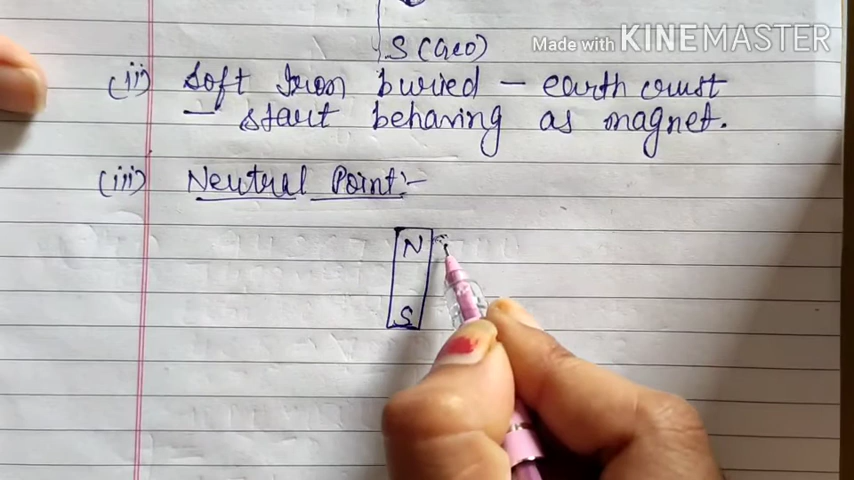 S (Geo)
Made with KINEMASTER
(ii) Soft Iron buried - earth crust
- start behaving as magnet.
(iii) Neutral Point:-
N
S